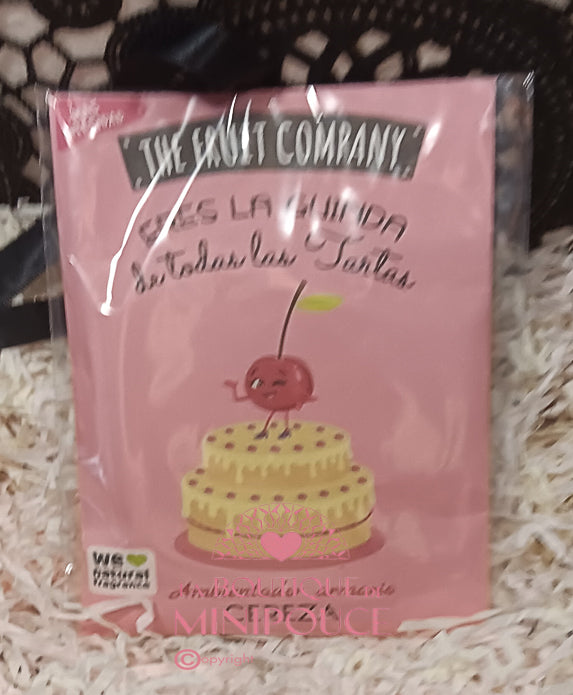 THE FRUIT COMPANY
ERES LA GUINDA
de todas las Tartas
we
natural
fragrance
Ambientador Armario
CEREZA
BOUTIQUE
MINIPOUCE
©opyright